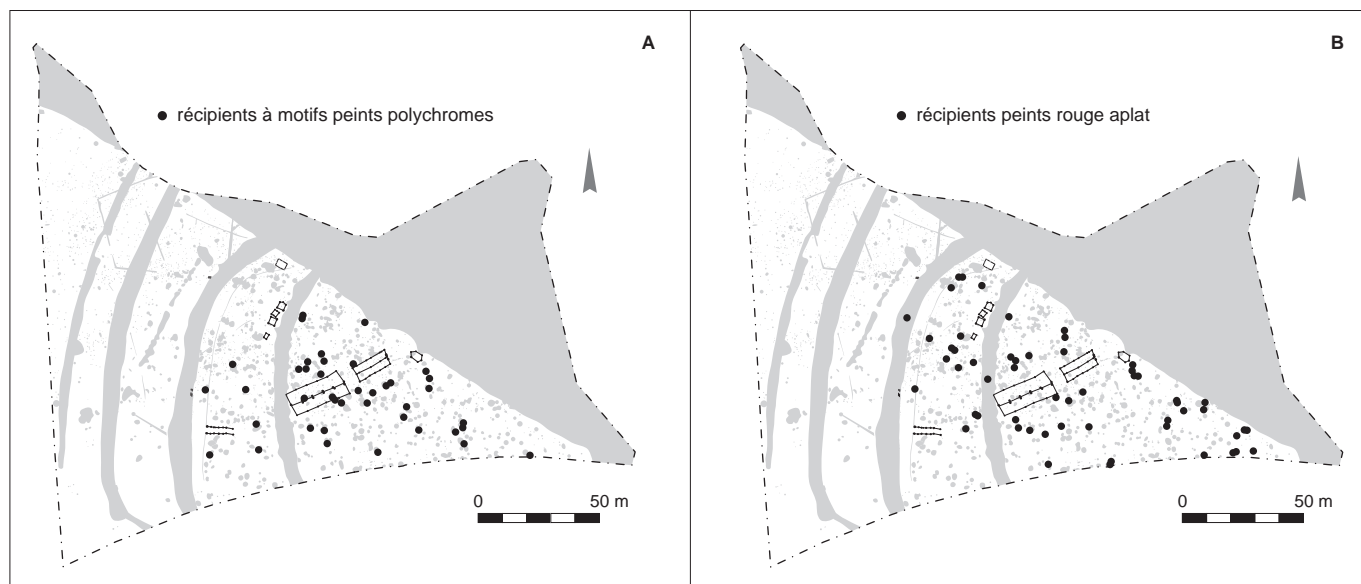 A
récipients à motifs peints polychromes
0 50 m
B
récipients peints rouge aplat
0 50 m